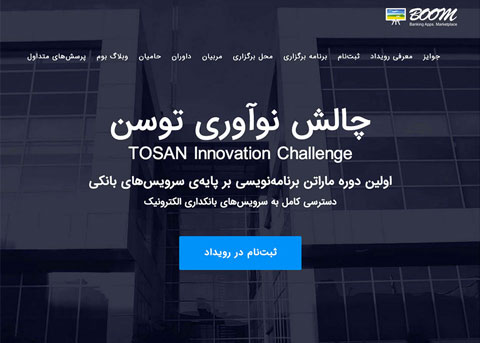 BOOM
Banking Apps. Marketplace
جوایز معرفی رویداد ثبت‌نام برنامه برگزاری محل برگزاری مربیان داوران حامیان وبلاگ بوم پرسش‌های متداول
چالش نوآوری توسن
TOSAN Innovation Challenge
اولین دوره ماراتن برنامه‌نویسی بر پایه‌ی سرویس‌های بانکی
دسترسی کامل به سرویس‌های بانکداری الکترونیک
ثبت‌نام در رویداد